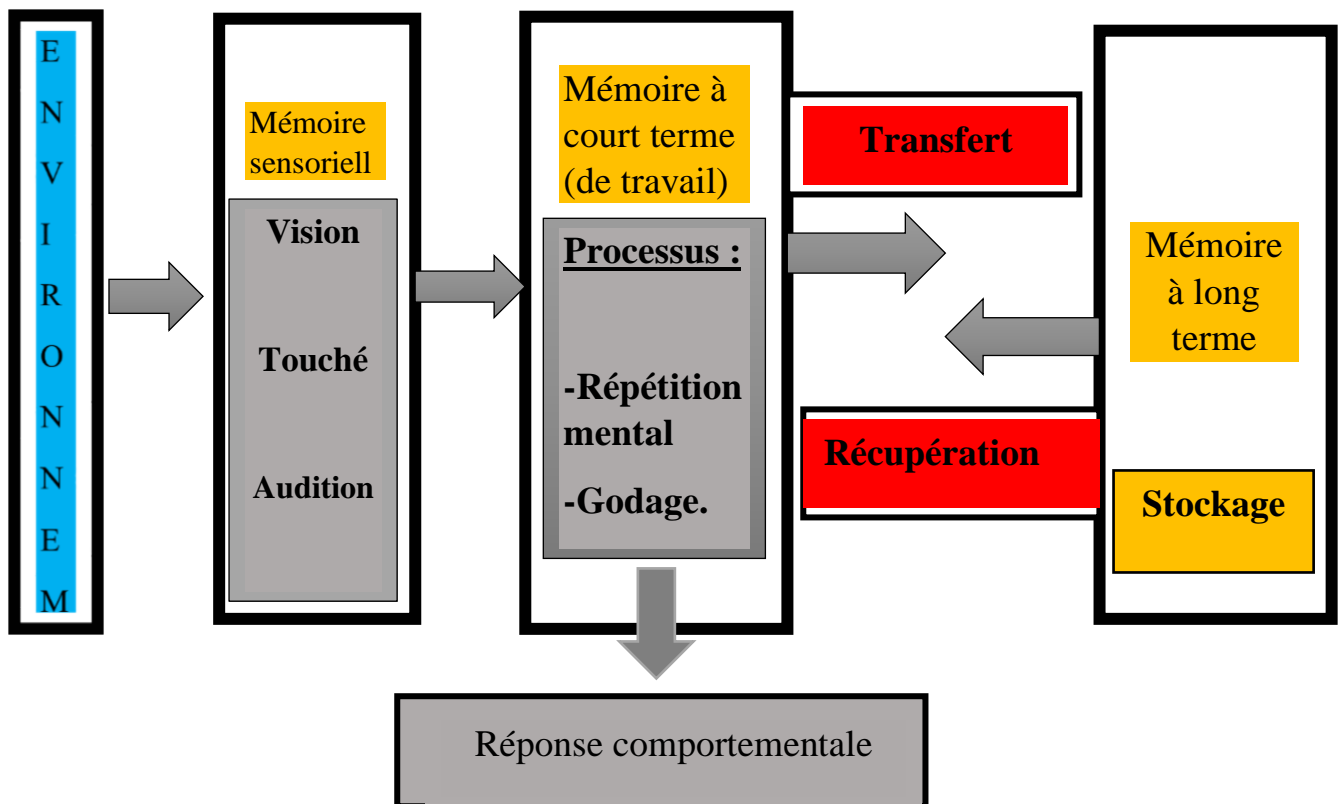 E
N
V
I
R
O
N
N
E
M
Mémoire
sensoriell
Vision
Touché
Audition
Mémoire à
court terme
(de travail)
Processus :
-Répétition
mental
-Godage.
Transfert
Récupération
Mémoire
à long
terme
Stockage
Réponse comportementale